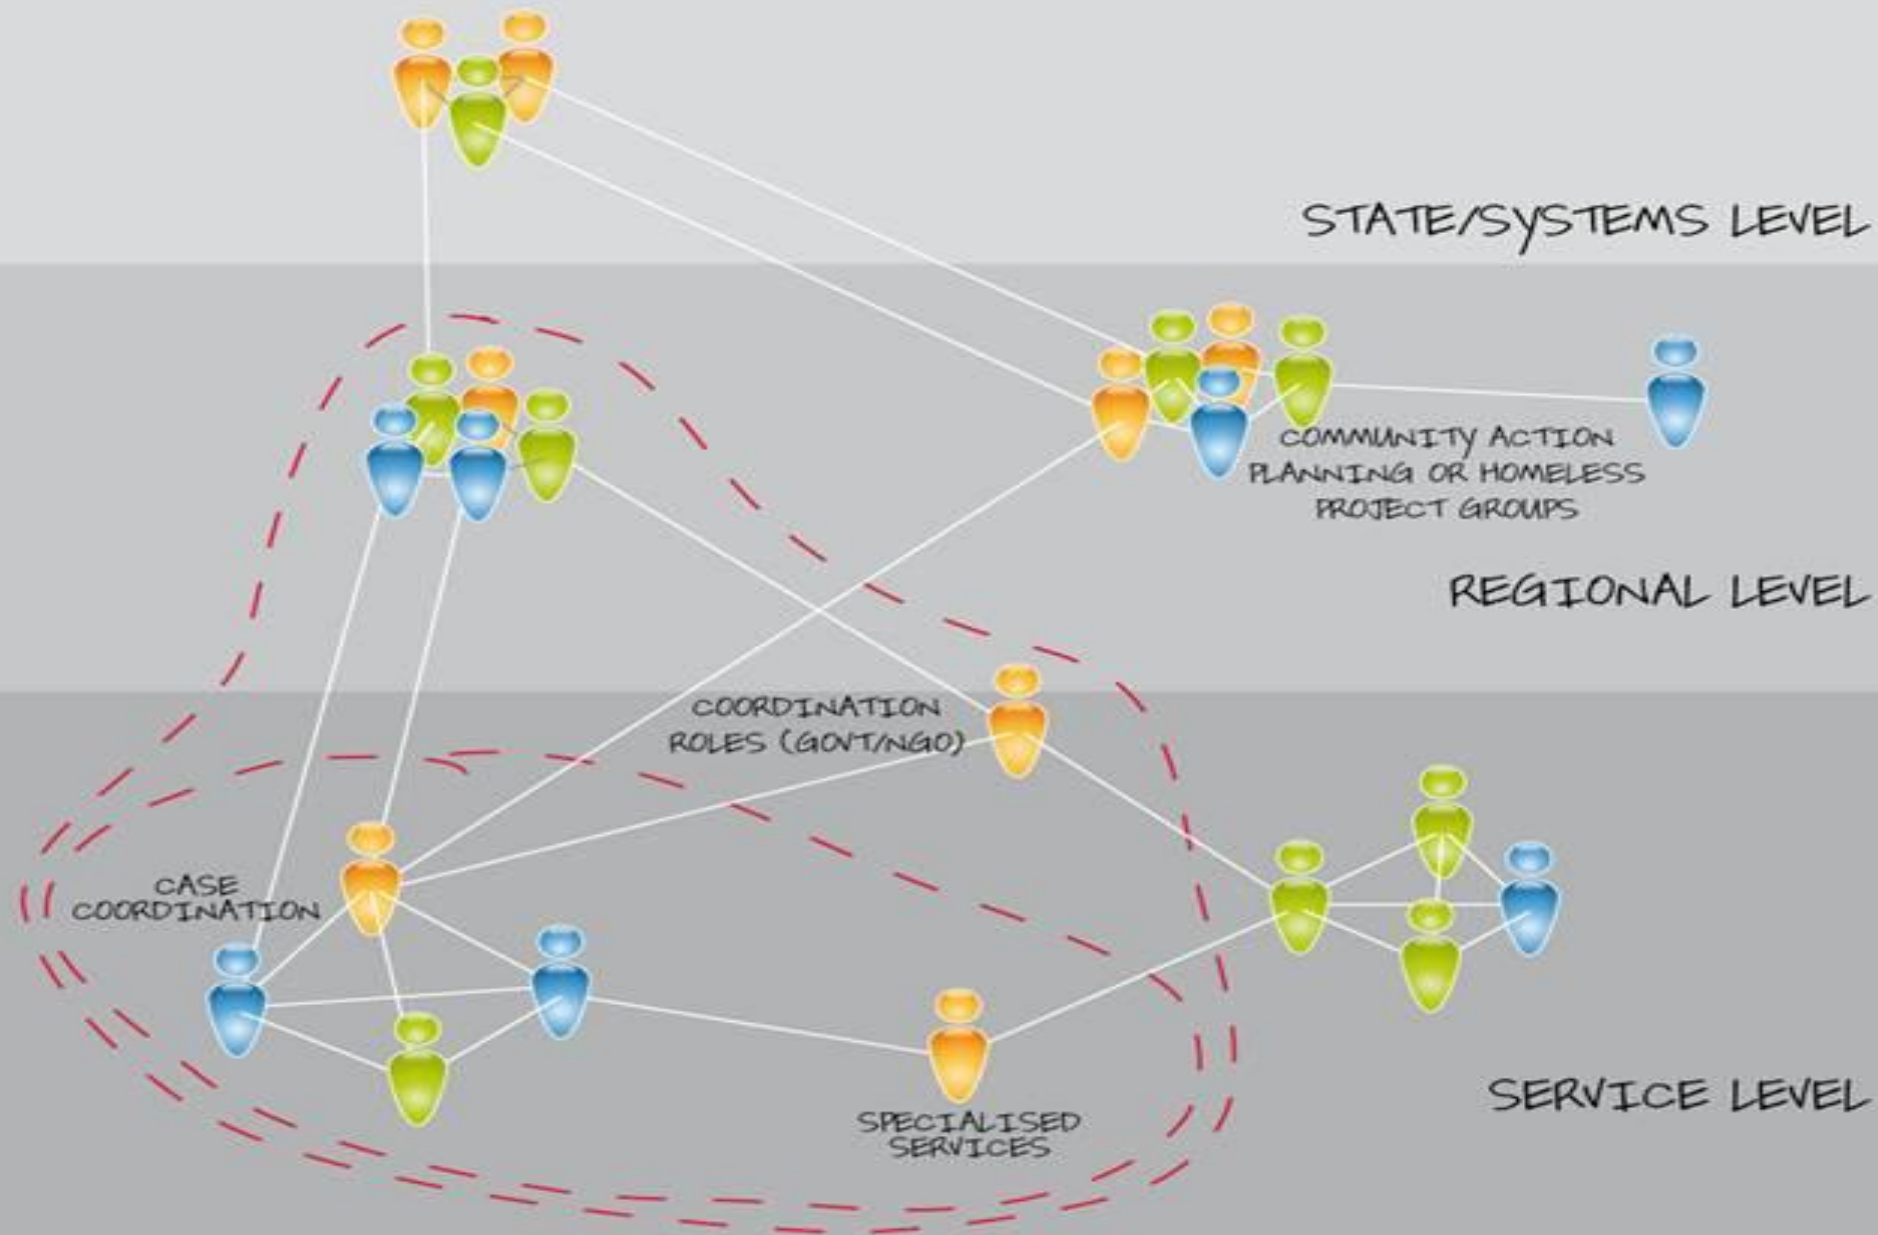 STATE/SYSTEMS LEVEL
COMMUNITY ACTION
PLANNING OR HOMELESS
PROJECT GROUPS
REGIONAL LEVEL
COORDINATION
ROLES (GOVT/NGO)
CASE
COORDINATION
SPECIALISED
SERVICES
SERVICE LEVEL